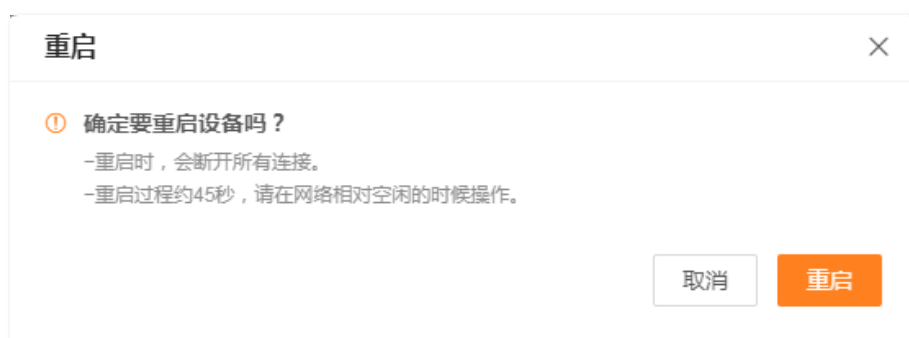 重启
确定要重启设备吗？
-重启时，会断开所有连接。
-重启过程约45秒，请在网络相对空闲的时候操作。
取消
重启